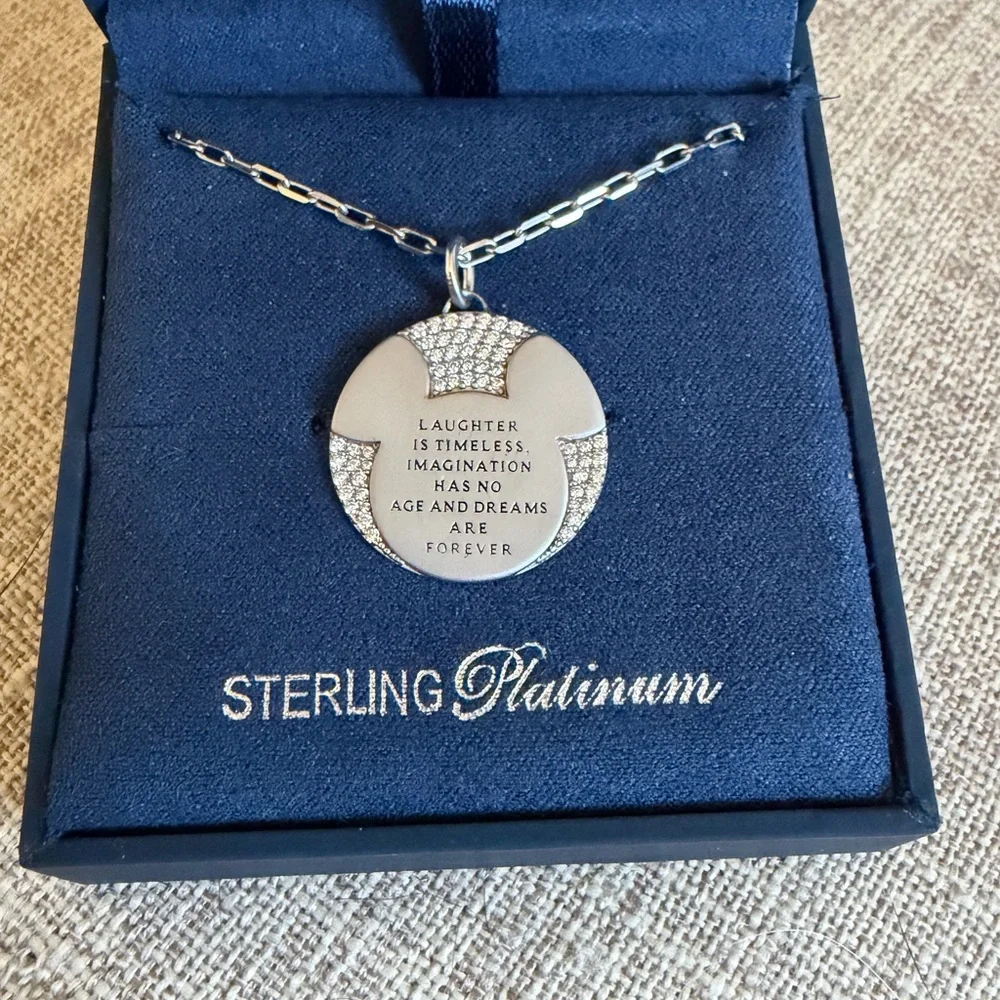 LAUGHTER
IS TIMELESS,
IMAGINATION
HAS NO
AGE AND DREAMS
ARE
FOREVER
STERLING Platinum